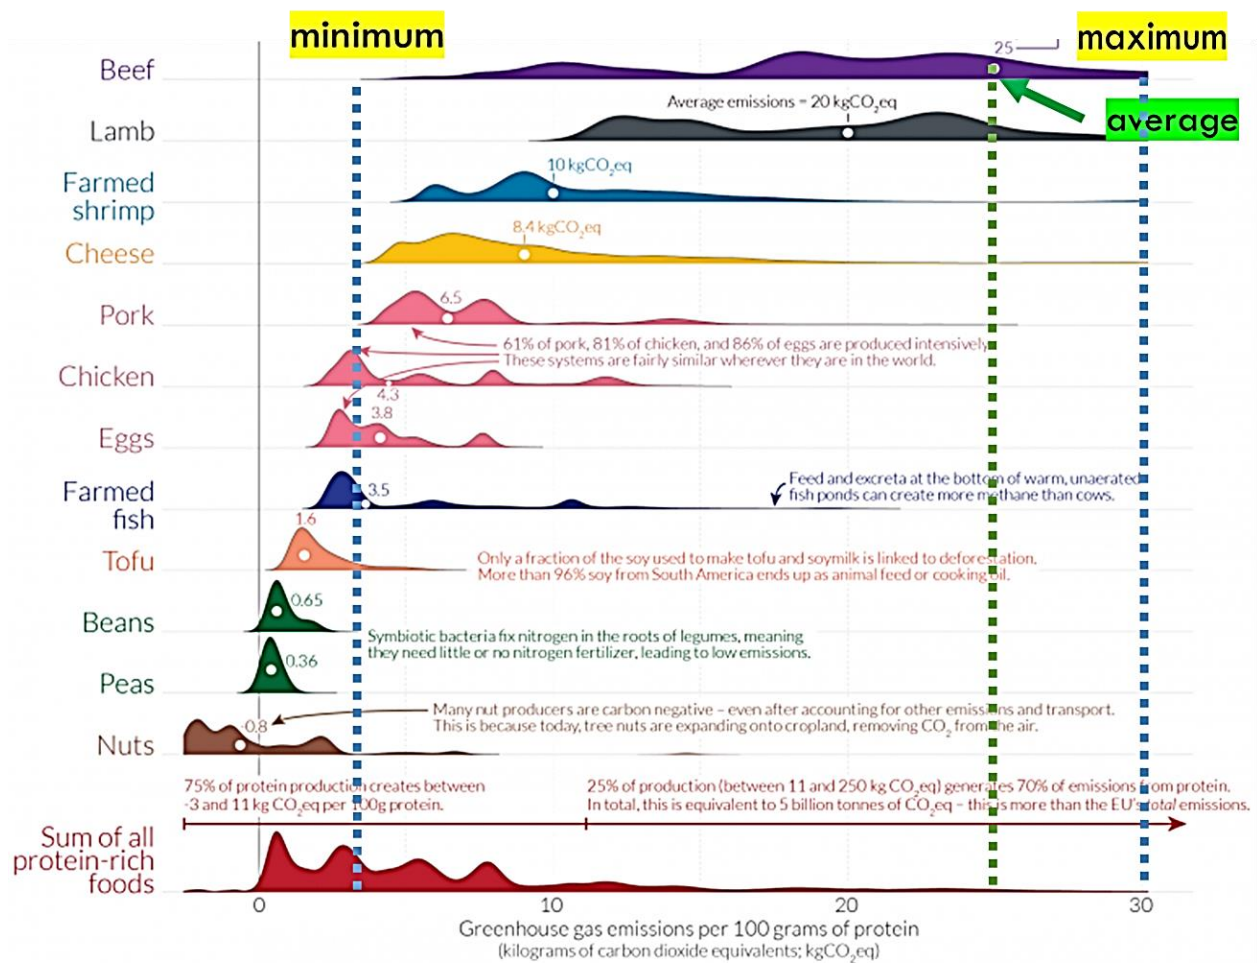 minimum
maximum
25
Beef
average
Average emissions = 20 kgCO2eq
Lamb
10 kgCO2eq
Farmed
shrimp
8.4 kgCO2eq
Cheese
6.5
Pork
61% of pork, 81% of chicken, and 86% of eggs are produced intensively.
These systems are fairly similar wherever they are in the world.
Chicken
4.3
3.8
Eggs
Feed and excreta at the bottom of warm, unaerated
fish ponds can create more methane than cows.
3.5
Farmed
fish
1.6
Tofu
Only a fraction of the soy used to make tofu and soymilk is linked to deforestation.
More than 96% soy from South America ends up as animal feed or cooking oil.
0.65
Beans
Symbiotic bacteria fix nitrogen in the roots of legumes, meaning
they need little or no nitrogen fertilizer, leading to low emissions.
0.36
Peas
Many nut producers are carbon negative – even after accounting for other emissions and transport.
This is because today, tree nuts are expanding onto cropland, removing CO2 from the air.
-0.8
Nuts
75% of protein production creates between
-3 and 11 kg CO2eq per 100g protein.
25% of production (between 11 and 250 kg CO2eq) generates 70% of emissions from protein.
In total, this is equivalent to 5 billion tonnes of CO2eq – this is more than the EU's total emissions.
Sum of all
protein-rich
foods
0 10 20 30
Greenhouse gas emissions per 100 grams of protein
(kilograms of carbon dioxide equivalents; kgCO2eq)